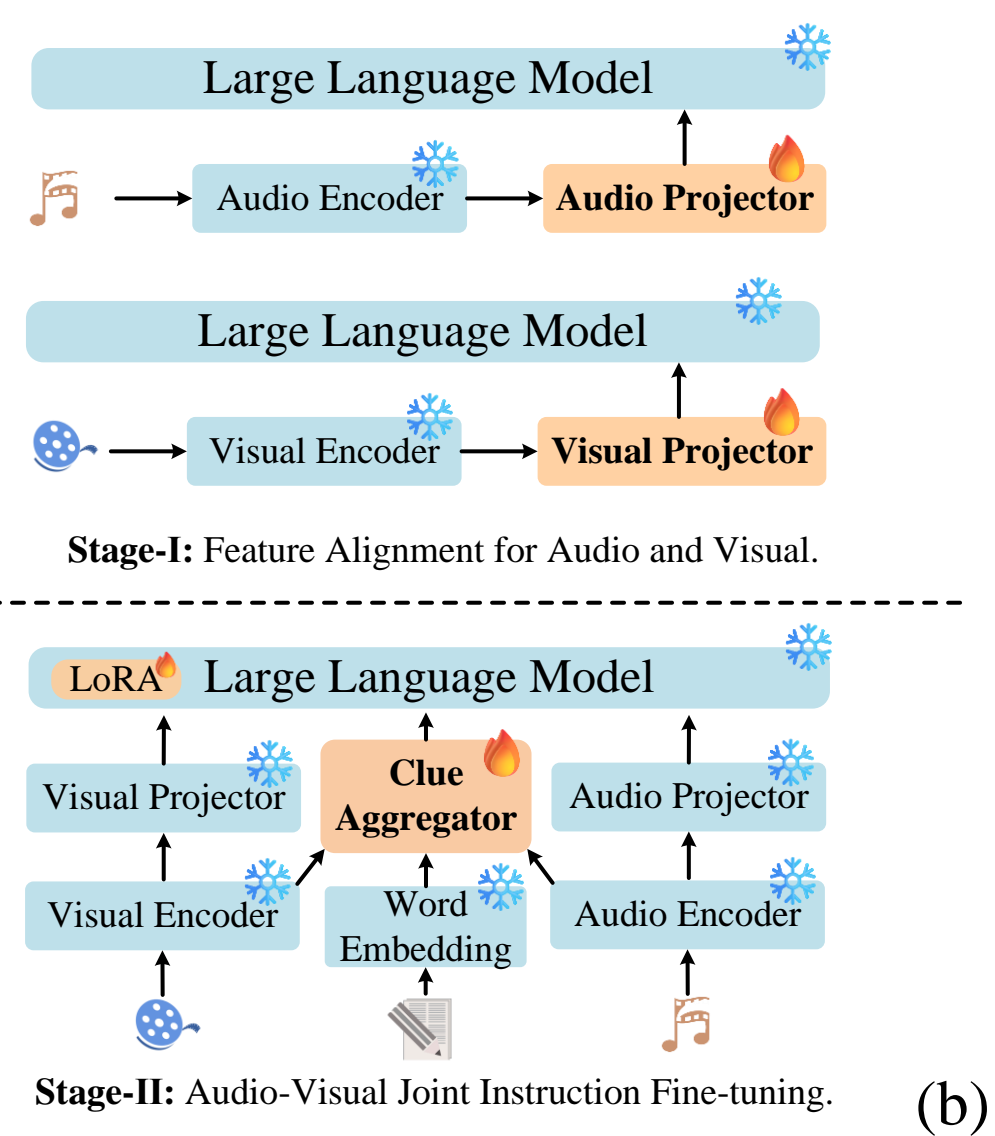 Large Language Model
Audio Encoder
Audio Projector
Large Language Model
Visual Encoder
Visual Projector
Stage-I: Feature Alignment for Audio and Visual.
LoRA
Large Language Model
Visual Projector
Clue
Aggregator
Audio Projector
Visual Encoder
Word
Embedding
Audio Encoder
Stage-II: Audio-Visual Joint Instruction Fine-tuning.
(b)